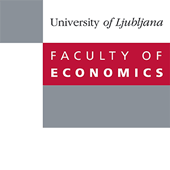 University of Ljubljana
FACULTY OF
ECONOMICS